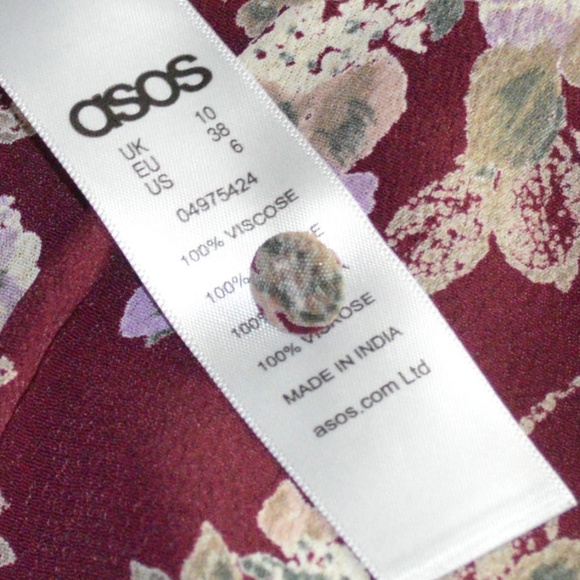 asos
UK 10
EU 38
US 6
04975424
100% VISCOSE
100%
100%
100% VISKOSE
MADE IN INDIA
asos.com Ltd